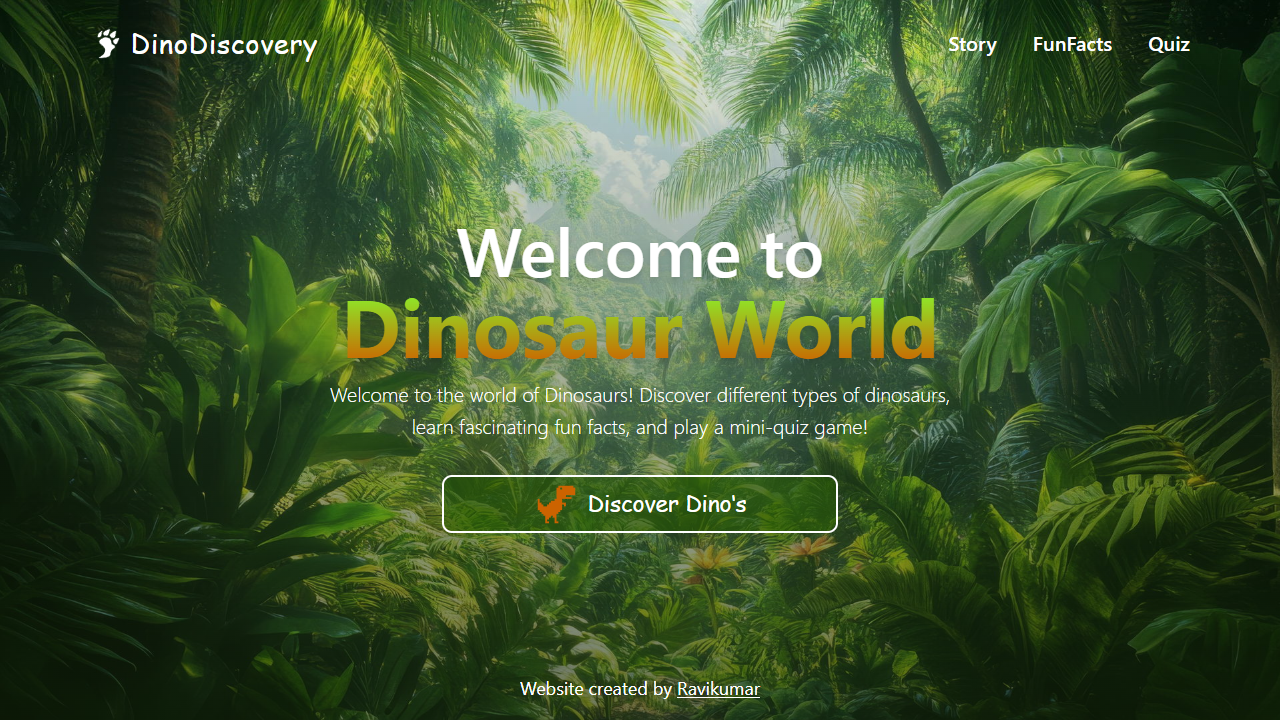 DinoDiscovery
Story FunFacts Quiz
Welcome to
Dinosaur World
Welcome to the world of Dinosaurs! Discover different types of dinosaurs,
learn fascinating fun facts, and play a mini-quiz game!
Discover Dino's
Website created by Ravikumar